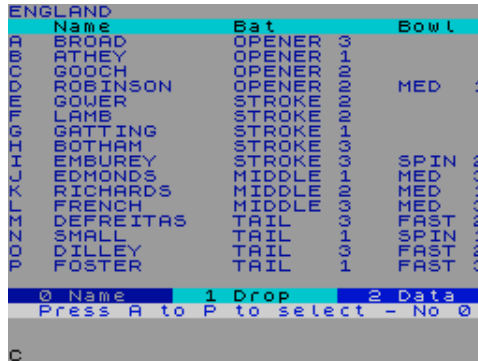 ENGLAND
Name Bat Bowl
A BROAD OPENER 3
B ATHEY OPENER 1
C GOOCH OPENER 2
D ROBINSON OPENER 2 MED
E GOWER STROKE 2
F LAMB STROKE 2
G GATTING STROKE 1
H BOTHAM STROKE 3
I EMBUREY STROKE 3 SPIN 2
J EDMONDS MIDDLE 1 MED
K RICHARDS MIDDLE 2 MED
L FRENCH MIDDLE 3 MED
M DEFREITAS TAIL 3 FAST 2
N SMALL TAIL 1 SPIN
O DILLEY TAIL 3 FAST 2
P FOSTER TAIL 1 FAST
0 Name 1 Drop 2 Data
Press A to P to select - No 0
C